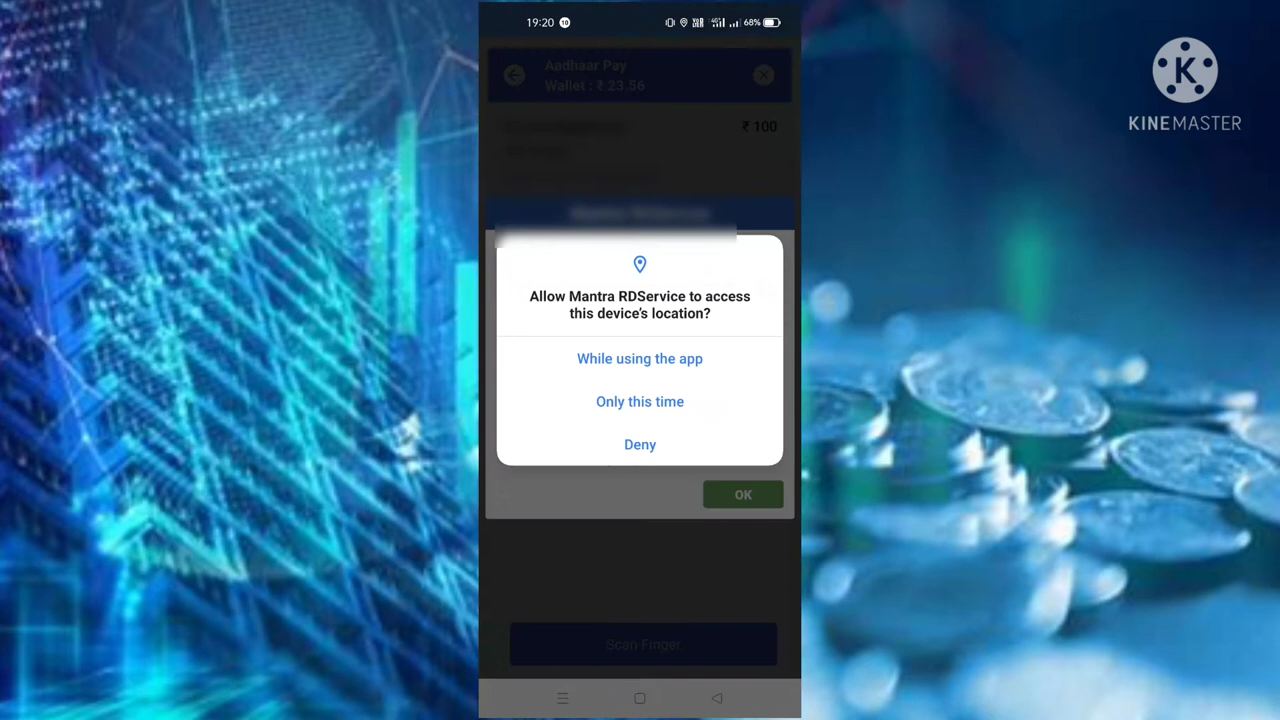 19:20
68%
Aadhaar Pay
Wallet : ₹ 23.56
₹ 100
KINEMASTER
Allow Mantra RDService to access
this device's location?
While using the app
Only this time
Deny
OK
Scan Finger